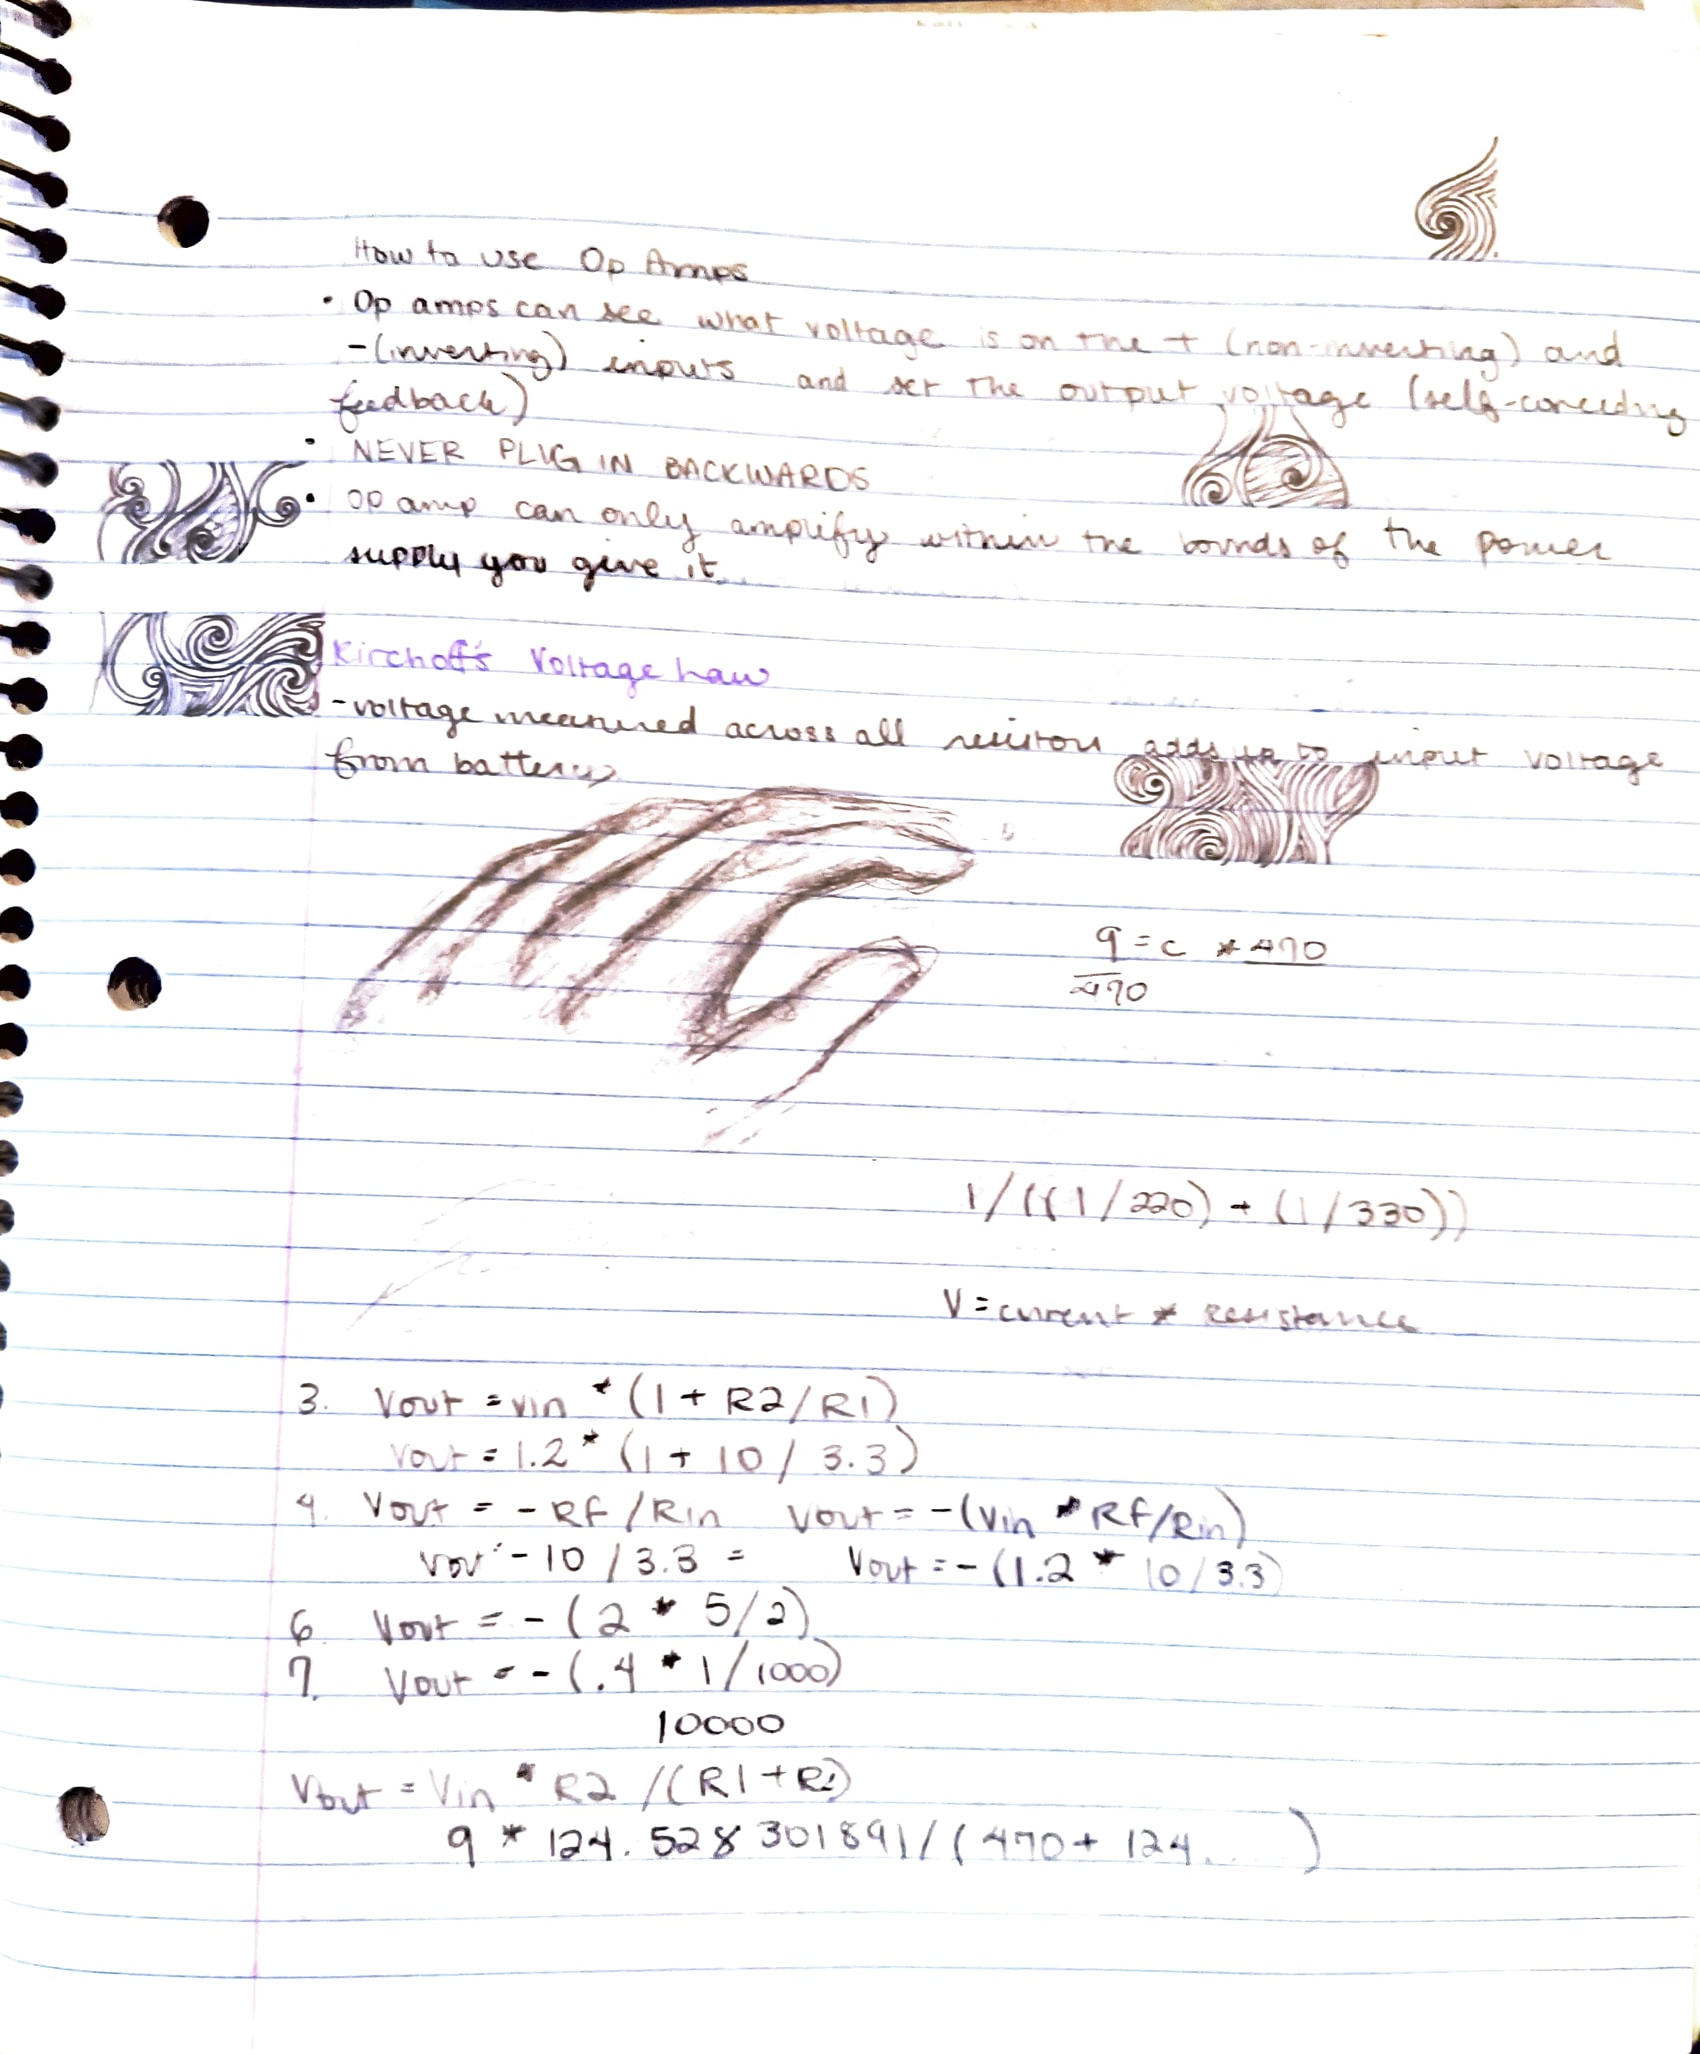 How to use Op Amps
• Op amps can see what voltage is on the + (non-inverting) and
-(inverting) inputs and set the output voltage (self-correcting
feedback)
• NEVER PLUG IN BACKWARDS
• op amp can only amplify within the bounds of the power
supply you give it
Kirchoff's Voltage Law
-voltage measured across all resistors adds up to input voltage
from battery
9 = c * 470
470
1/((1/220) + (1/330))
V = current * resistance
3. Vout = vin * (1 + R2/R1)
Vout = 1.2 * (1 + 10 / 3.3)
4. Vout = - Rf / Rin Vout = -(Vin * Rf/Rin)
Vout - 10 / 3.3 = Vout = - (1.2 * 10 / 3.3)
6 Vout = - (2 * 5/2)
7. Vout = - (.4 * 1/1000)
10000
Vout = Vin * R2 /(R1 + R2)
9 * 124.528301891/(470 + 124... )